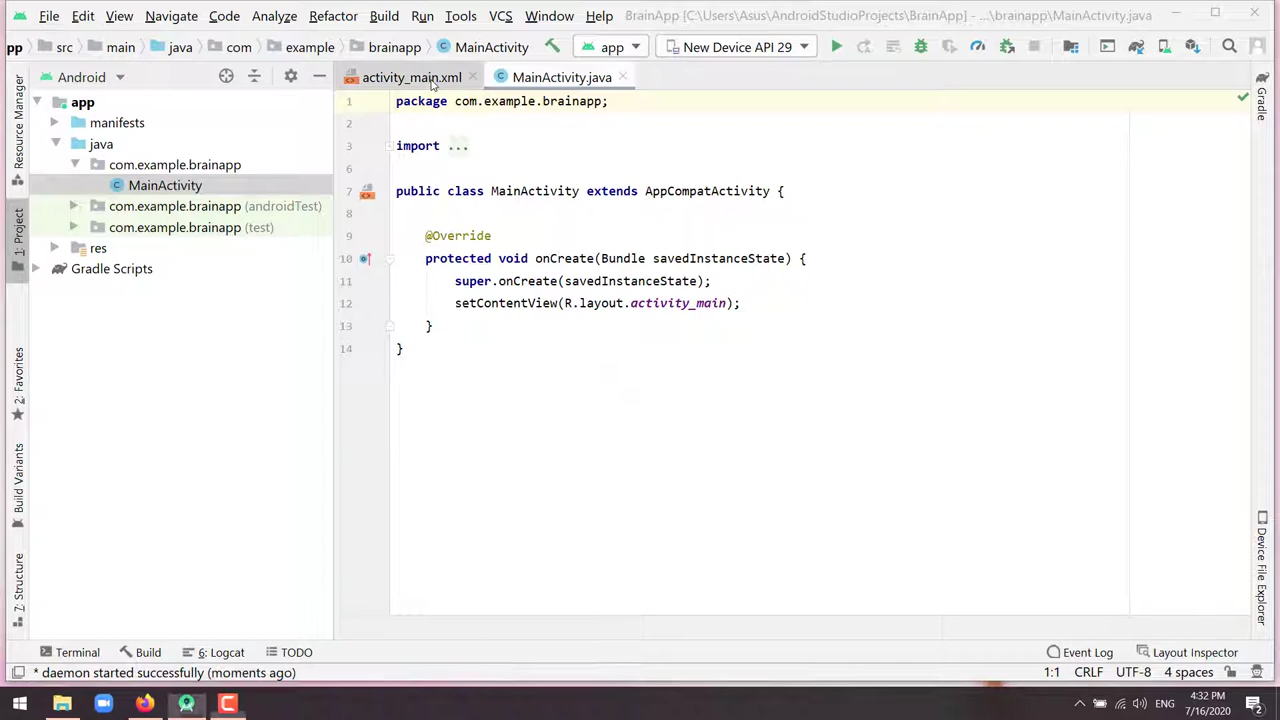 File Edit View Navigate Code Analyze Refactor Build Run Tools VCS Window Help BrainApp [C:\Users\Asus\AndroidStudioProjects\BrainApp] - ...\brainapp\MainActivity.java
pp src main java com example brainapp MainActivity app New Device API 29
Android activity_main.xml MainActivity.java
Resource Manager
1: Project
2: Favorites
Build Variants
7: Structure
app
manifests
java
com.example.brainapp
MainActivity
com.example.brainapp (androidTest)
com.example.brainapp (test)
res
Gradle Scripts
1 package com.example.brainapp;
2
3 import ...
6
7 public class MainActivity extends AppCompatActivity {
8
9 @Override
10 protected void onCreate(Bundle savedInstanceState) {
11 super.onCreate(savedInstanceState);
12 setContentView(R.layout.activity_main);
13 }
14 }
Gradle
Device File Explorer
Terminal Build 6: Logcat TODO Event Log Layout Inspector
* daemon started successfully (moments ago) 1:1 CRLF UTF-8 4 spaces
ENG 4:32 PM
7/16/2020 2